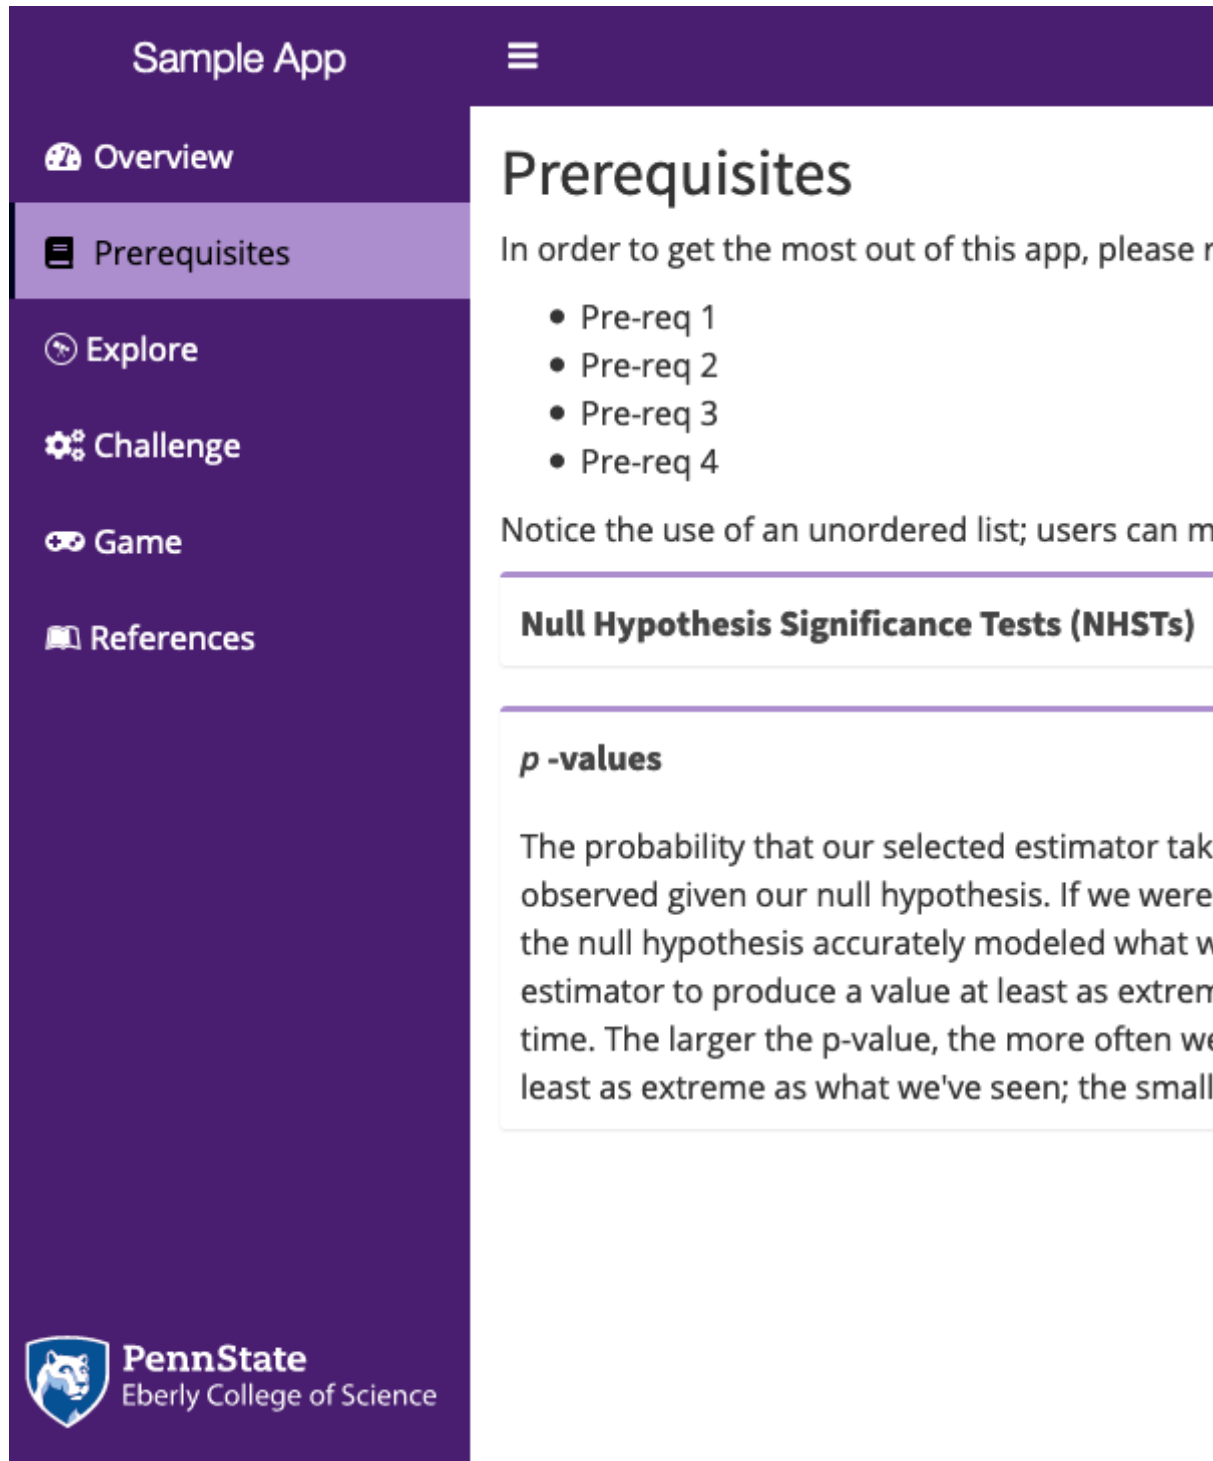 Sample App
Overview
Prerequisites
Explore
Challenge
Game
References
PennState
Eberly College of Science
Prerequisites
In order to get the most out of this app, please
• Pre-req 1
• Pre-req 2
• Pre-req 3
• Pre-req 4
Notice the use of an unordered list; users can
Null Hypothesis Significance Tests (NHSTs)
p -values
The probability that our selected estimator
observed given our null hypothesis. If we were
the null hypothesis accurately modeled what
estimator to produce a value at least as
time. The larger the p-value, the more often
least as extreme as what we've seen; the